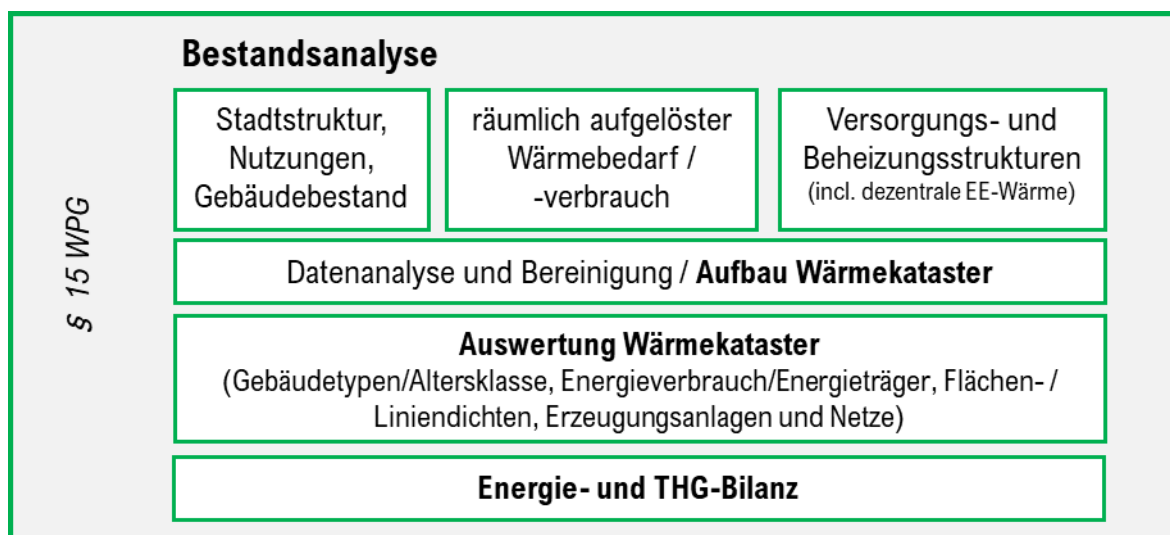 Bestandsanalyse
Stadtstruktur,
Nutzungen,
Gebäudebestand
räumlich aufgelöster
Wärmebedarf /
-verbrauch
Versorgungs- und
Beheizungsstrukturen
(incl. dezentrale EE-Wärme)
§ 15 WPG
Datenanalyse und Bereinigung / Aufbau Wärmekataster
Auswertung Wärmekataster
(Gebäudetypen/Altersklasse, Energieverbrauch/Energieträger, Flächen- /
Liniendichten, Erzeugungsanlagen und Netze)
Energie- und THG-Bilanz